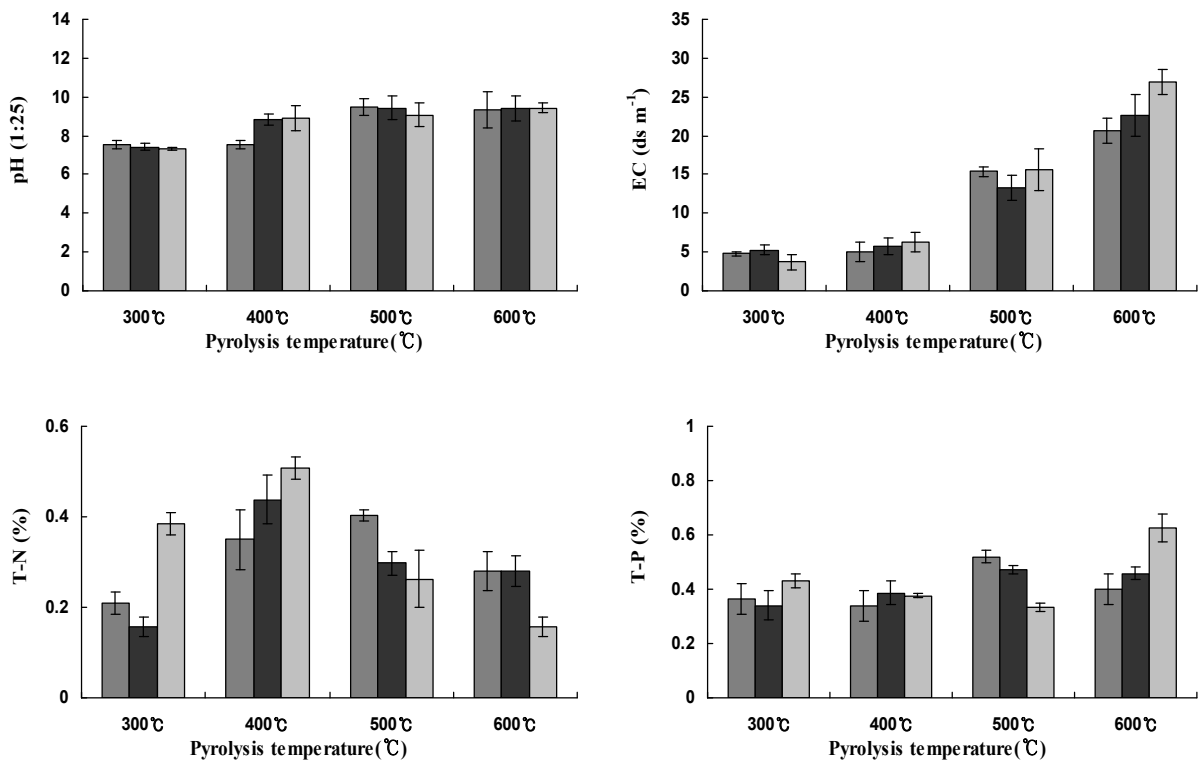 pH (1:25)
14
12
10
8
6
4
2
0
300℃ 400℃ 500℃ 600℃
Pyrolysis temperature(℃)
EC (ds m⁻¹)
35
30
25
20
15
10
5
0
300℃ 400℃ 500℃ 600℃
Pyrolysis temperature(℃)
T-N (%)
0.6
0.4
0.2
0
300℃ 400℃ 500℃ 600℃
Pyrolysis temperature(℃)
T-P (%)
1
0.8
0.6
0.4
0.2
0
300℃ 400℃ 500℃ 600℃
Pyrolysis temperature(℃)